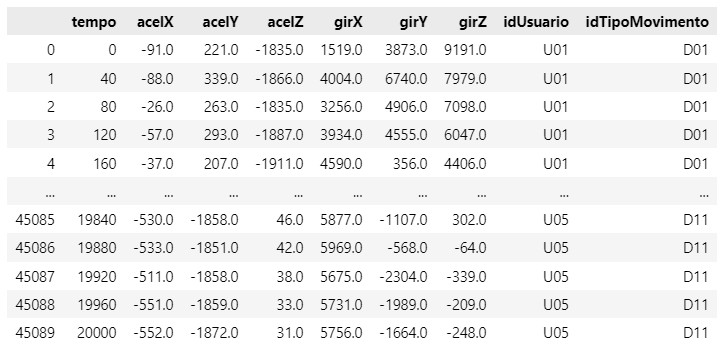 tempo acelX acelY acelZ girX girY girZ idUsuario idTipoMovimento
0 0 -91.0 221.0 -1835.0 1519.0 3873.0 9191.0 U01 D01
1 40 -88.0 339.0 -1866.0 4004.0 6740.0 7979.0 U01 D01
2 80 -26.0 263.0 -1835.0 3256.0 4906.0 7098.0 U01 D01
3 120 -57.0 293.0 -1887.0 3934.0 4555.0 6047.0 U01 D01
4 160 -37.0 207.0 -1911.0 4590.0 356.0 4406.0 U01 D01
... ... ... ... ... ... ... ... ... ...
45085 19840 -530.0 -1858.0 46.0 5877.0 -1107.0 302.0 U05 D11
45086 19880 -533.0 -1851.0 42.0 5969.0 -568.0 -64.0 U05 D11
45087 19920 -511.0 -1858.0 38.0 5675.0 -2304.0 -339.0 U05 D11
45088 19960 -551.0 -1859.0 33.0 5731.0 -1989.0 -209.0 U05 D11
45089 20000 -552.0 -1872.0 31.0 5756.0 -1664.0 -248.0 U05 D11